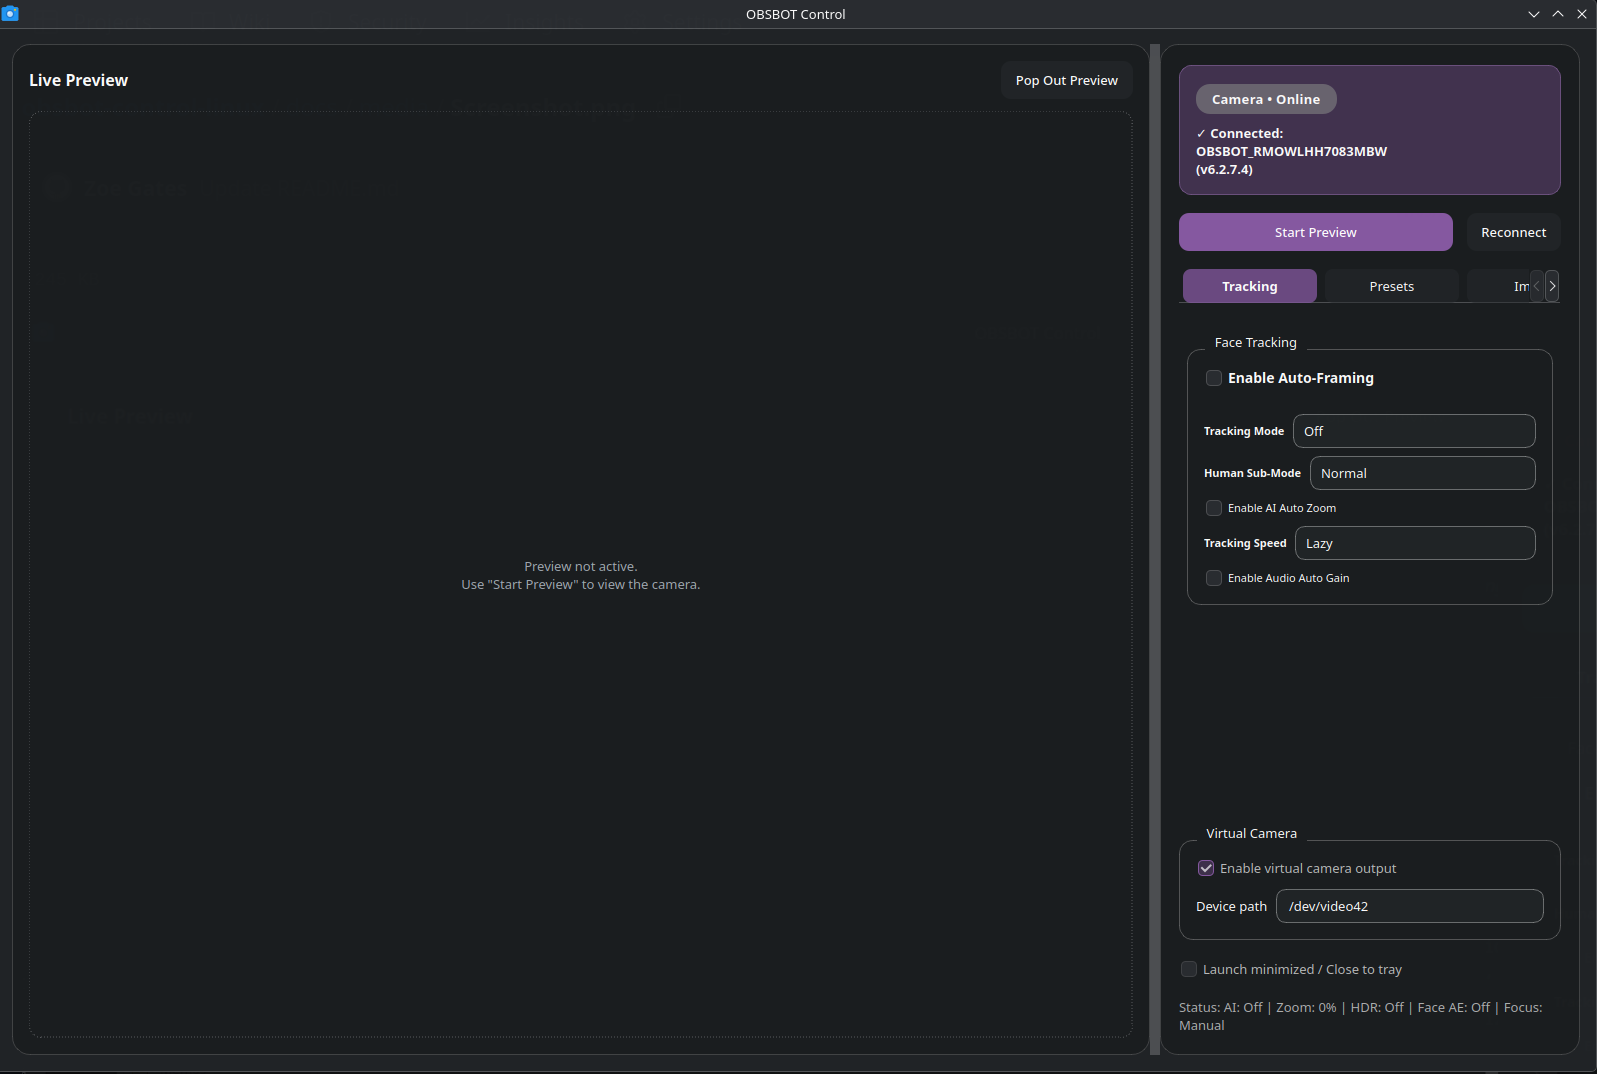 OBSBOT Control
Live Preview
Pop Out Preview
Preview not active.
Use "Start Preview" to view the camera.
Camera • Online
✓ Connected:
OBSBOT_RMOWLHH7083MBW
(v6.2.7.4)
Start Preview
Reconnect
Tracking
Presets
Im
Face Tracking
Enable Auto-Framing
Tracking Mode
Off
Human Sub-Mode
Normal
Enable AI Auto Zoom
Tracking Speed
Lazy
Enable Audio Auto Gain
Virtual Camera
Enable virtual camera output
Device path
/dev/video42
Launch minimized / Close to tray
Status: AI: Off | Zoom: 0% | HDR: Off | Face AE: Off | Focus:
Manual